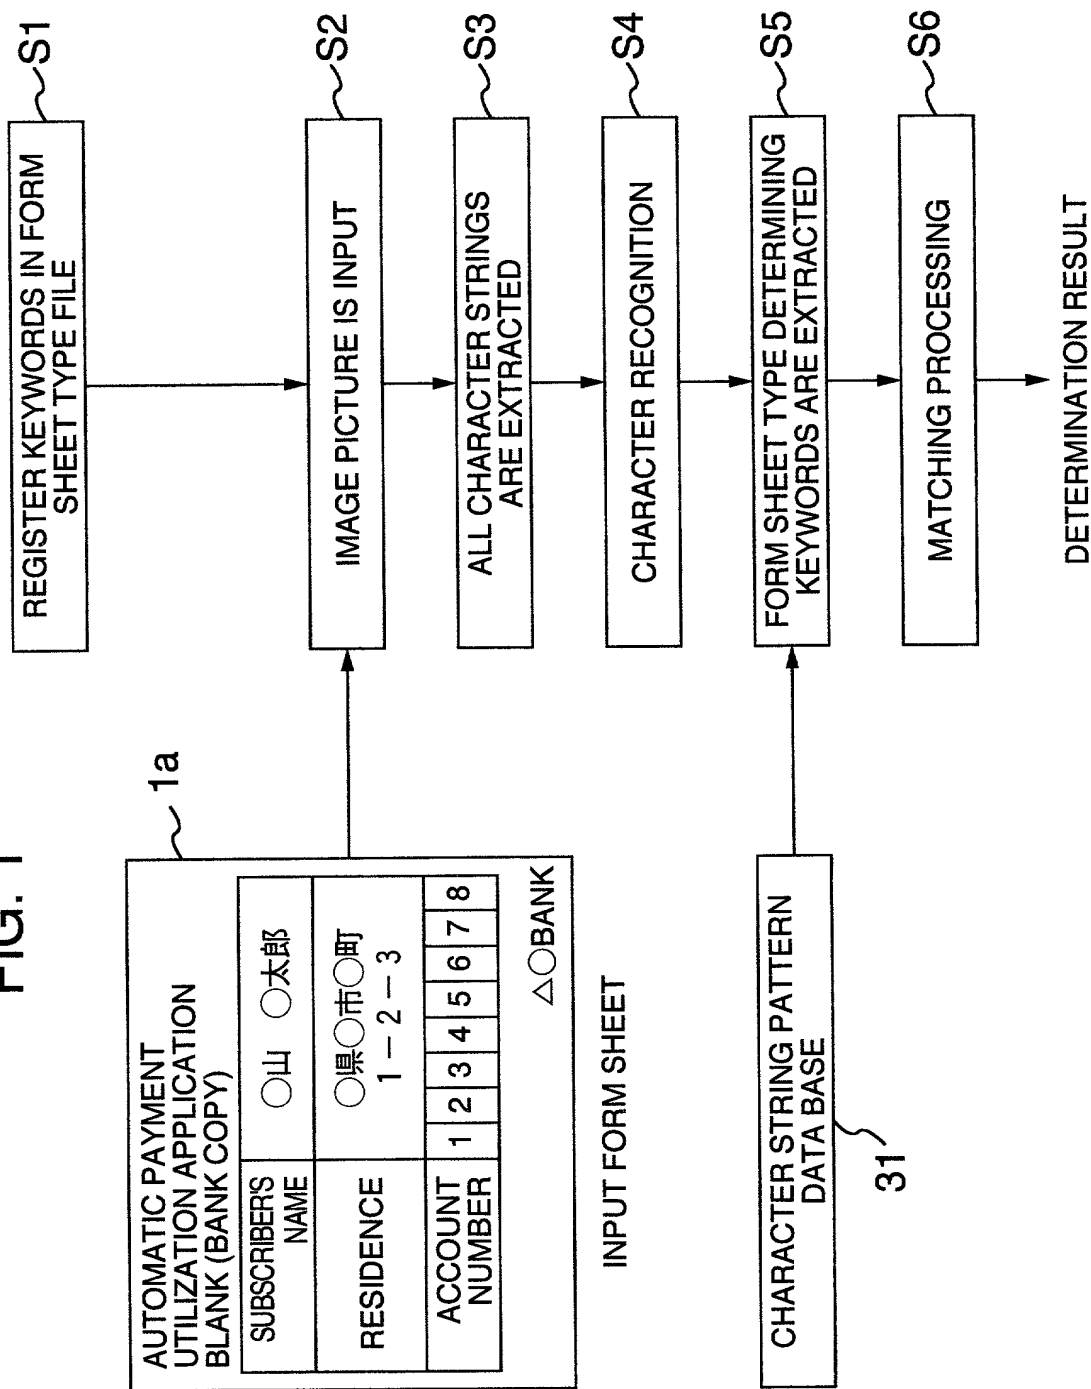 FIG. 1
AUTOMATIC PAYMENT
UTILIZATION APPLICATION
BLANK (BANK COPY)
SUBSCRIBER'S
NAME
○山 ○太郎
RESIDENCE
○県○市○町
1-2-3
ACCOUNT
NUMBER
1 2 3 4 5 6 7 8
△○BANK
1a
INPUT FORM SHEET
CHARACTER STRING PATTERN
DATA BASE
31
REGISTER KEYWORDS IN FORM
SHEET TYPE FILE
S1
IMAGE PICTURE IS INPUT
S2
ALL CHARACTER STRINGS
ARE EXTRACTED
S3
CHARACTER RECOGNITION
S4
FORM SHEET TYPE DETERMINING
KEYWORDS ARE EXTRACTED
S5
MATCHING PROCESSING
S6
DETERMINATION RESULT